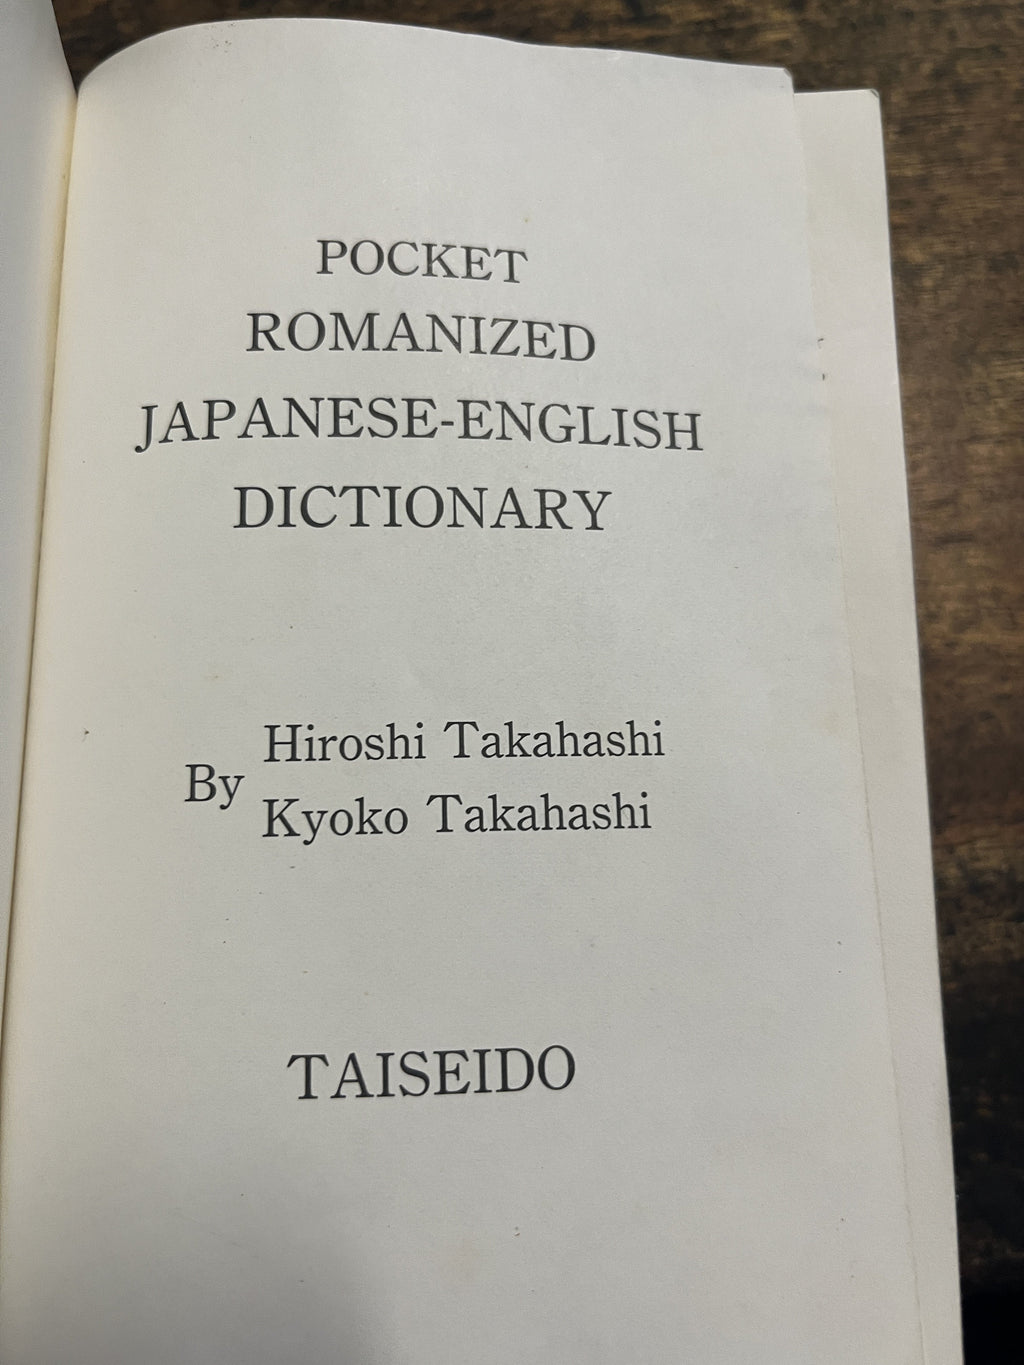 POCKET
ROMANIZED
JAPANESE-ENGLISH
DICTIONARY
By
Hiroshi Takahashi
Kyoko Takahashi
TAISEIDO